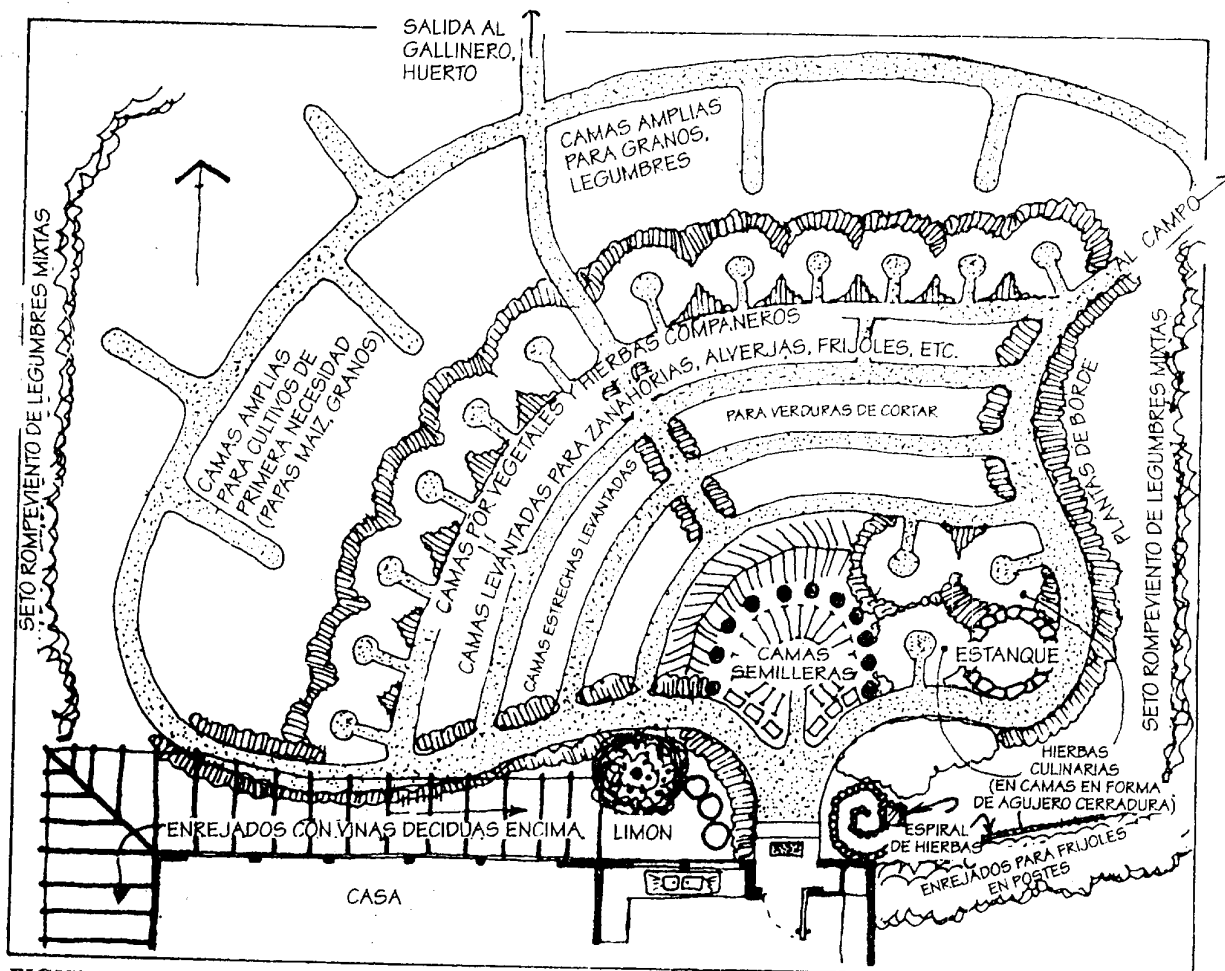 SALIDA AL
GALLINERO,
HUERTO
CAMAS AMPLIAS
PARA GRANOS,
LEGUMBRES
AL CAMPO
SETO ROMPEVIENTO DE LEGUMBRES MIXTAS
CAMAS AMPLIAS
PARA CULTIVOS DE
PRIMERA NECESIDAD
(PAPAS MAIZ, GRANOS)
CAMAS POR VEGETALES Y HIERBAS COMPANEROS
CAMAS LEVANTADAS PARA ZANAHORIAS, ALVERJAS, FRIJOLES, ETC.
PARA VERDURAS DE CORTAR
CAMAS ESTRECHAS LEVANTADAS
PLANTAS DE BORDE
SETO ROMPEVIENTO DE LEGUMBRES MIXTAS
CAMAS
SEMILLERAS
ESTANQUE
HIERBAS
CULINARIAS
(EN CAMAS EN FORMA
DE AGUJERO CERRADURA)
ESPIRAL
DE HIERBAS
ENREJADOS PARA FRIJOLES
EN POSTES
ENREJADOS CON VINAS DECIDUAS ENCIMA.
LIMON
CASA